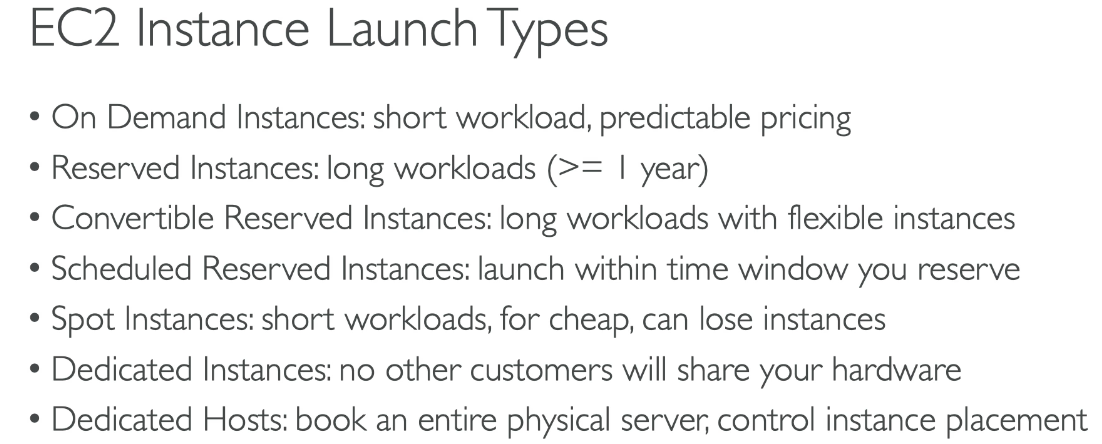 EC2 Instance Launch Types
• On Demand Instances: short workload, predictable pricing
• Reserved Instances: long workloads (>= 1 year)
• Convertible Reserved Instances: long workloads with flexible instances
• Scheduled Reserved Instances: launch within time window you reserve
• Spot Instances: short workloads, for cheap, can lose instances
• Dedicated Instances: no other customers will share your hardware
• Dedicated Hosts: book an entire physical server, control instance placement